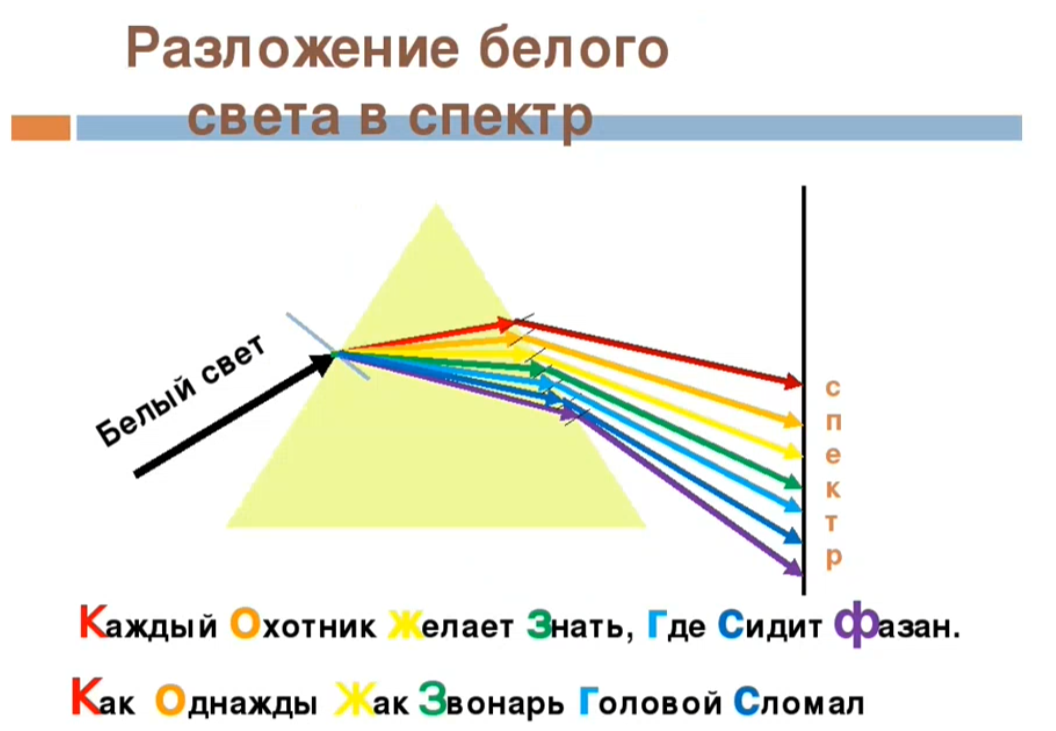 Разложение белого
света в спектр
Белый свет
спектр
Каждый Охотник Желает Знать, Где Сидит Фазан.
Как Однажды Жак Звонарь Головой Сломал